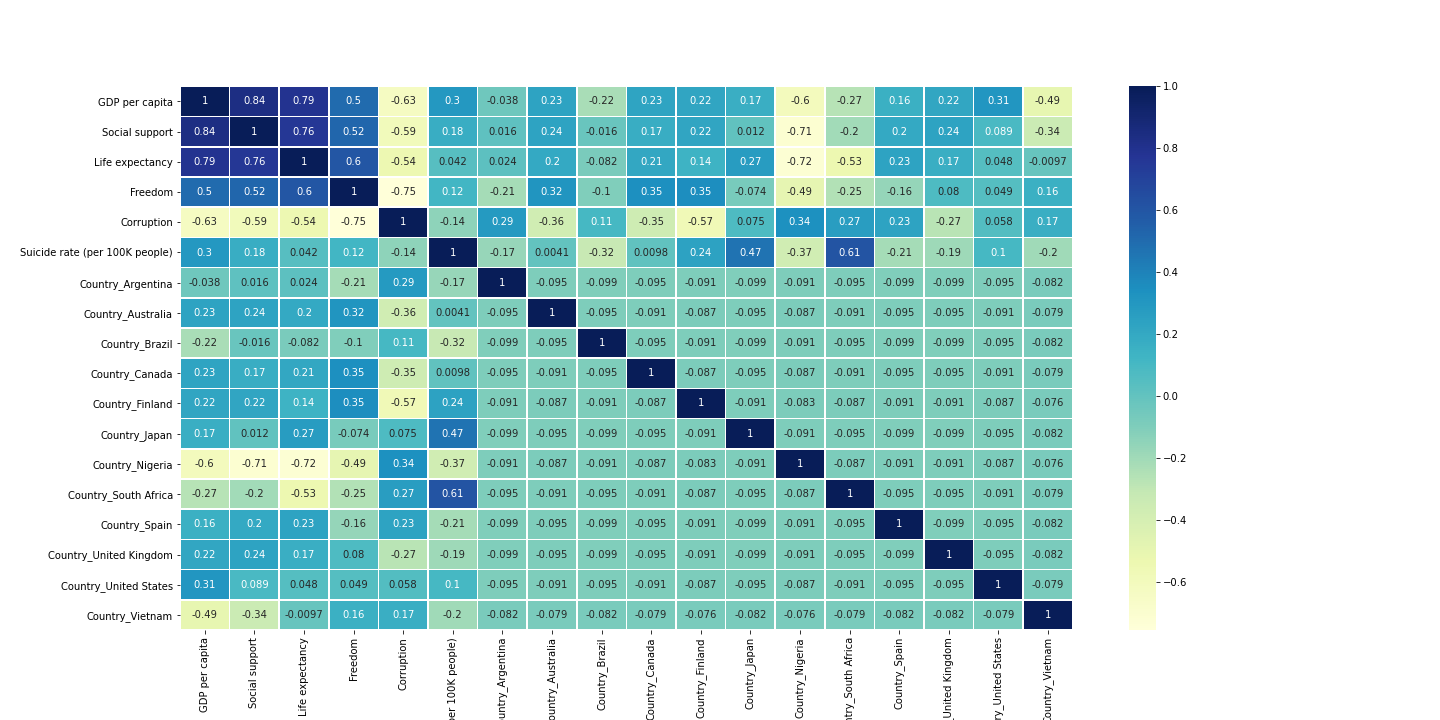 GDP per capita 1 0.84 0.79 0.5 -0.63 0.3 -0.038 0.23 -0.22 0.23 0.22 0.17 -0.6 -0.27 0.16 0.22 0.31 -0.49
Social support 0.84 1 0.76 0.52 -0.59 0.18 0.016 0.24 -0.016 0.17 0.22 0.012 -0.71 -0.2 0.2 0.24 0.089 -0.34
Life expectancy 0.79 0.76 1 0.6 -0.54 0.042 0.024 0.2 -0.082 0.21 0.14 0.27 -0.72 -0.53 0.23 0.17 0.048 -0.0097
Freedom 0.5 0.52 0.6 1 -0.75 0.12 -0.21 0.32 -0.1 0.35 0.35 -0.074 -0.49 -0.25 -0.16 0.08 0.049 0.16
Corruption -0.63 -0.59 -0.54 -0.75 1 -0.14 0.29 -0.36 0.11 -0.35 -0.57 0.075 0.34 0.27 0.23 -0.27 0.058 0.17
Suicide rate (per 100K people) 0.3 0.18 0.042 0.12 -0.14 1 -0.17 0.0041 -0.32 0.0098 0.24 0.47 -0.37 0.61 -0.21 -0.19 0.1 -0.2
Country_Argentina -0.038 0.016 0.024 -0.21 0.29 -0.17 1 -0.095 -0.099 -0.095 -0.091 -0.099 -0.091 -0.095 -0.099 -0.099 -0.095 -0.082
Country_Australia 0.23 0.24 0.2 0.32 -0.36 0.0041 -0.095 1 -0.095 -0.091 -0.087 -0.095 -0.087 -0.091 -0.095 -0.095 -0.091 -0.079
Country_Brazil -0.22 -0.016 -0.082 -0.1 0.11 -0.32 -0.099 -0.095 1 -0.095 -0.091 -0.099 -0.091 -0.095 -0.099 -0.099 -0.095 -0.082
Country_Canada 0.23 0.17 0.21 0.35 -0.35 0.0098 -0.095 -0.091 -0.095 1 -0.087 -0.095 -0.087 -0.091 -0.095 -0.095 -0.091 -0.079
Country_Finland 0.22 0.22 0.14 0.35 -0.57 0.24 -0.091 -0.087 -0.091 -0.087 1 -0.091 -0.083 -0.087 -0.091 -0.091 -0.087 -0.076
Country_Japan 0.17 0.012 0.27 -0.074 0.075 0.47 -0.099 -0.095 -0.099 -0.095 -0.091 1 -0.091 -0.095 -0.099 -0.099 -0.095 -0.082
Country_Nigeria -0.6 -0.71 -0.72 -0.49 0.34 -0.37 -0.091 -0.087 -0.091 -0.087 -0.083 -0.091 1 -0.087 -0.091 -0.091 -0.087 -0.076
Country_South Africa -0.27 -0.2 -0.53 -0.25 0.27 0.61 -0.095 -0.091 -0.095 -0.091 -0.087 -0.095 -0.087 1 -0.095 -0.095 -0.091 -0.079
Country_Spain 0.16 0.2 0.23 -0.16 0.23 -0.21 -0.099 -0.095 -0.099 -0.095 -0.091 -0.099 -0.091 -0.095 1 -0.099 -0.095 -0.082
Country_United Kingdom 0.22 0.24 0.17 0.08 -0.27 -0.19 -0.099 -0.095 -0.099 -0.095 -0.091 -0.099 -0.091 -0.095 -0.099 1 -0.095 -0.082
Country_United States 0.31 0.089 0.048 0.049 0.058 0.1 -0.095 -0.091 -0.095 -0.091 -0.087 -0.095 -0.087 -0.091 -0.095 -0.095 1 -0.079
Country_Vietnam -0.49 -0.34 -0.0097 0.16 0.17 -0.2 -0.082 -0.079 -0.082 -0.079 -0.076 -0.082 -0.076 -0.079 -0.082 -0.082 -0.079 1
GDP per capita
Social support
Life expectancy
Freedom
Corruption
per 100K people)
untry_Argentina
ountry_Australia
Country_Brazil
Country_Canada
Country_Finland
Country_Japan
Country_Nigeria
ntry_South Africa
Country_Spain
_United Kingdom
ry_United States
ountry_Vietnam
1.0
0.8
0.6
0.4
0.2
0.0
−0.2
−0.4
−0.6